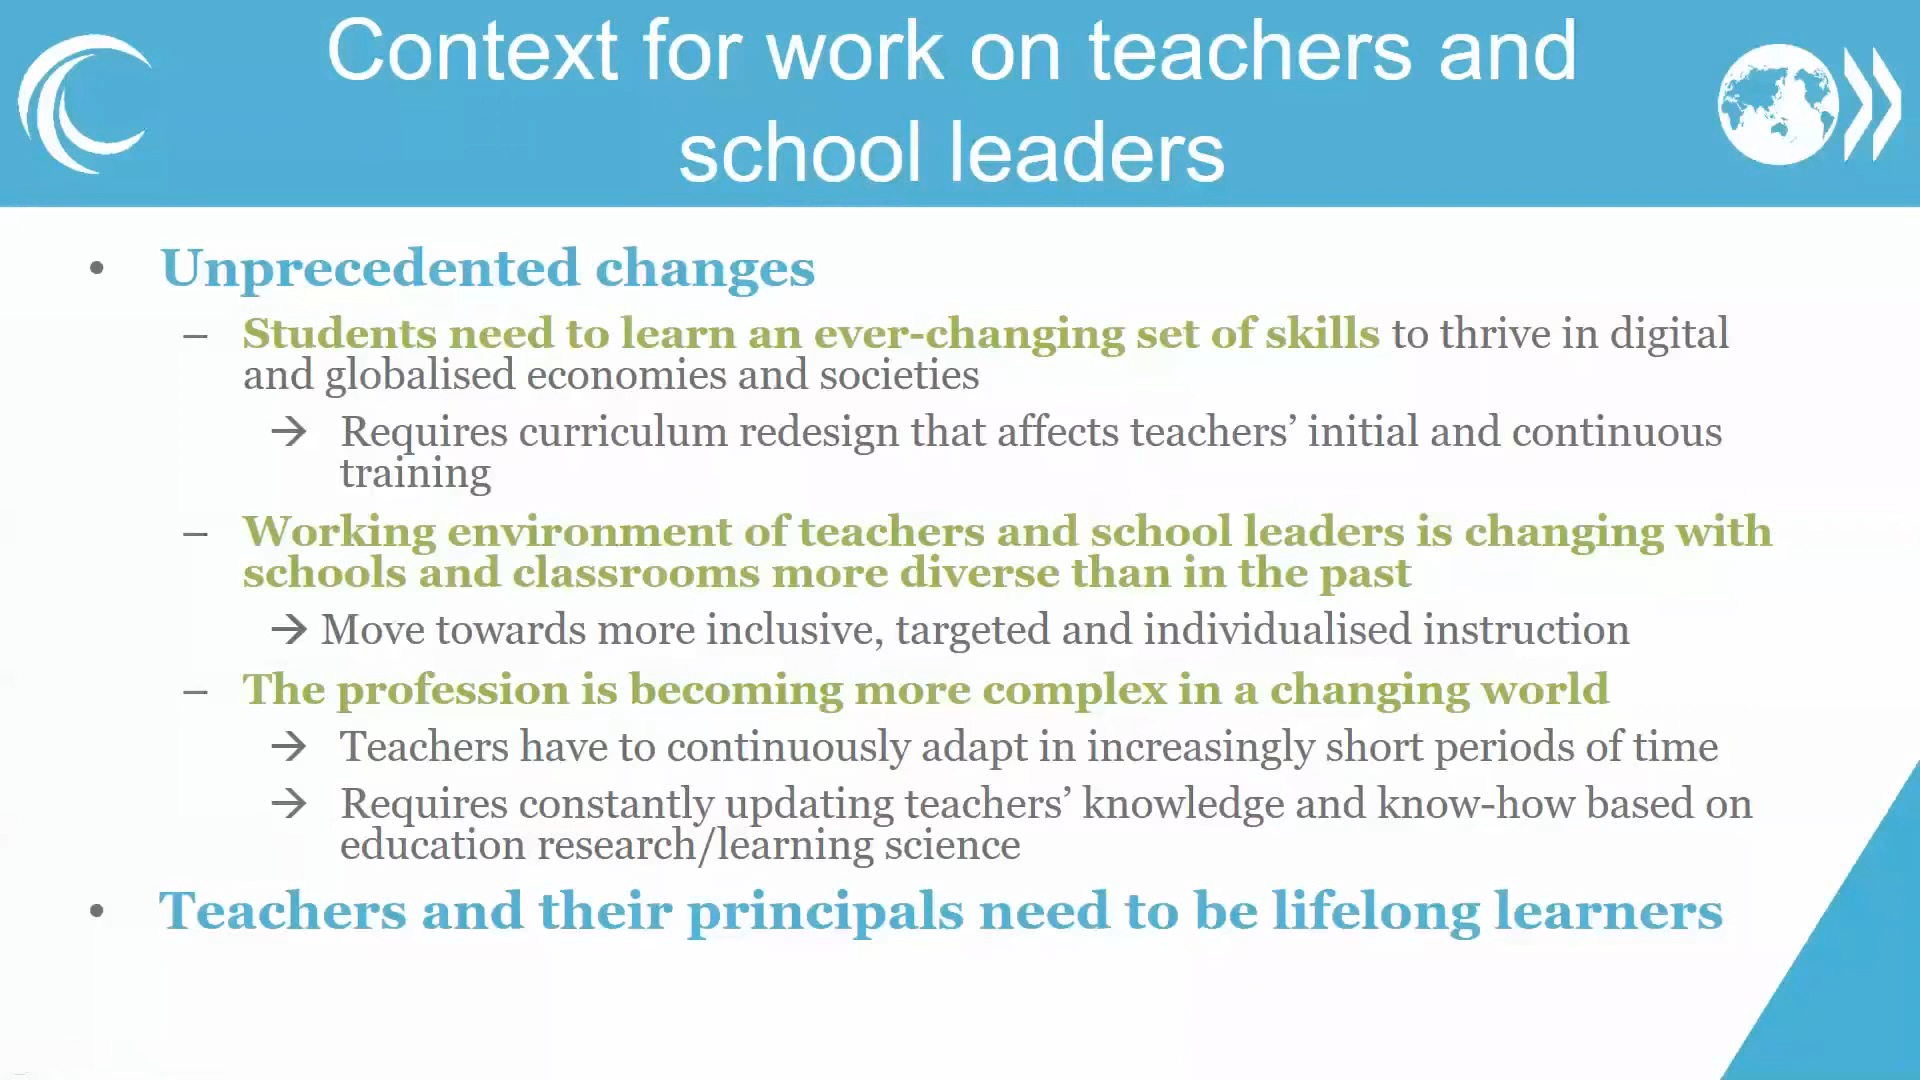 Context for work on teachers and
school leaders
• Unprecedented changes
– Students need to learn an ever-changing set of skills to thrive in digital
and globalised economies and societies
→ Requires curriculum redesign that affects teachers’ initial and continuous
training
– Working environment of teachers and school leaders is changing with
schools and classrooms more diverse than in the past
→ Move towards more inclusive, targeted and individualised instruction
– The profession is becoming more complex in a changing world
→ Teachers have to continuously adapt in increasingly short periods of time
→ Requires constantly updating teachers’ knowledge and know-how based on
education research/learning science
• Teachers and their principals need to be lifelong learners